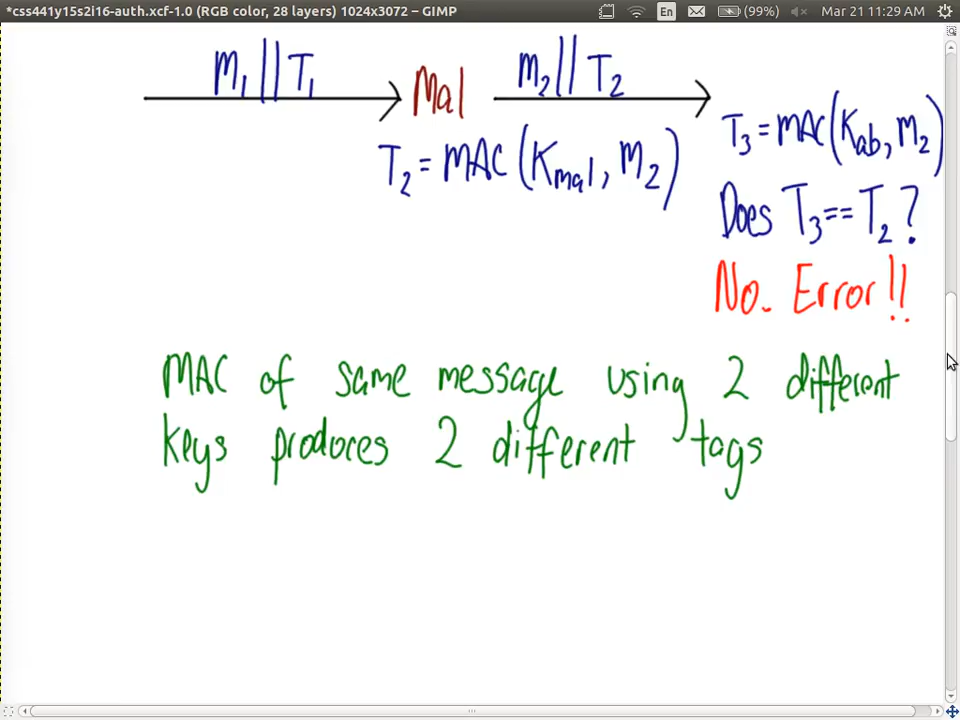 *css441y15s2i16-auth.xcf-1.0 (RGB color, 28 layers) 1024x3072 – GIMP
En (99%) Mar 21 11:29 AM
M₁||T₁ Mal M₂||T₂
T₂=MAC(Kmal, M₂)
T₃=MAC(Kab, M₂)
Does T₃==T₂?
No. Error!!
MAC of same message using 2 different
keys produces 2 different tags